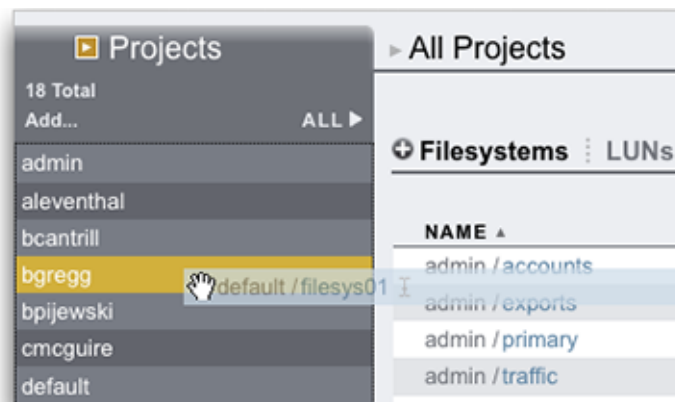 Projects
18 Total
Add...
ALL
admin
aleventhal
bcantrill
bgregg
bpijewski
cmcguire
default
All Projects
Filesystems LUNs
NAME
admin / accounts
default / filesys01
admin / exports
admin / primary
admin / traffic